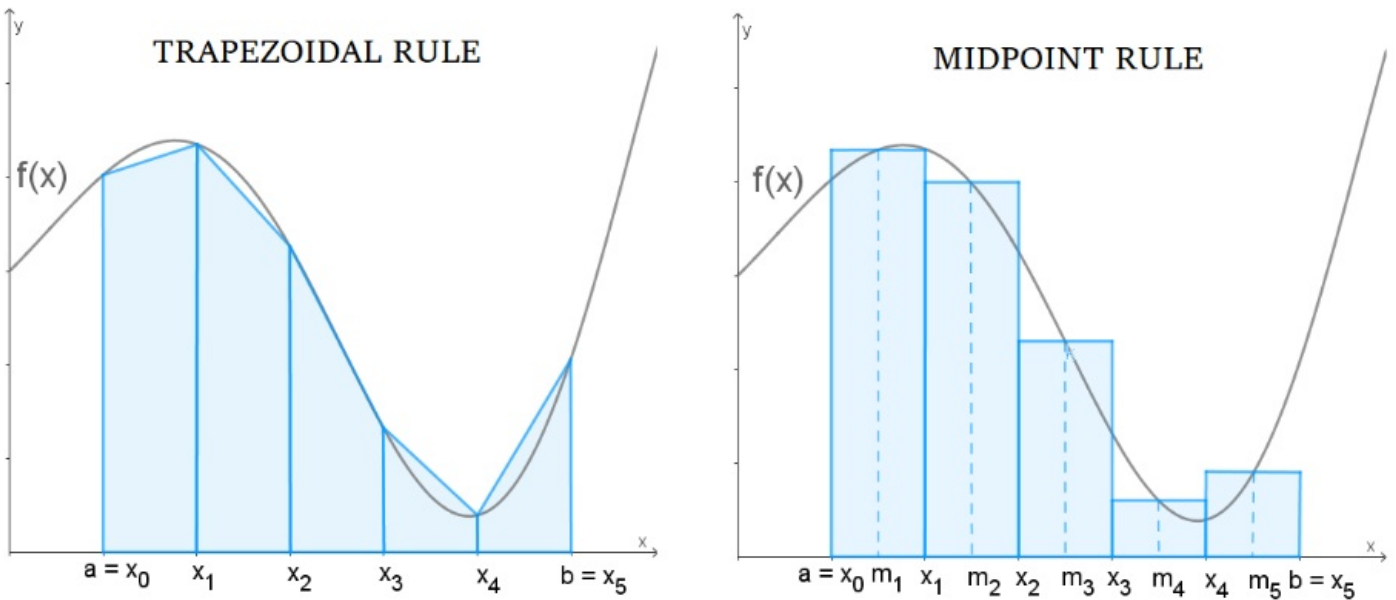 y
TRAPEZOIDAL RULE
f(x)
x
a = x₀ x₁ x₂ x₃ x₄ b = x₅
y
MIDPOINT RULE
f(x)
x
a = x₀ m₁ x₁ m₂ x₂ m₃ x₃ m₄ x₄ m₅ b = x₅